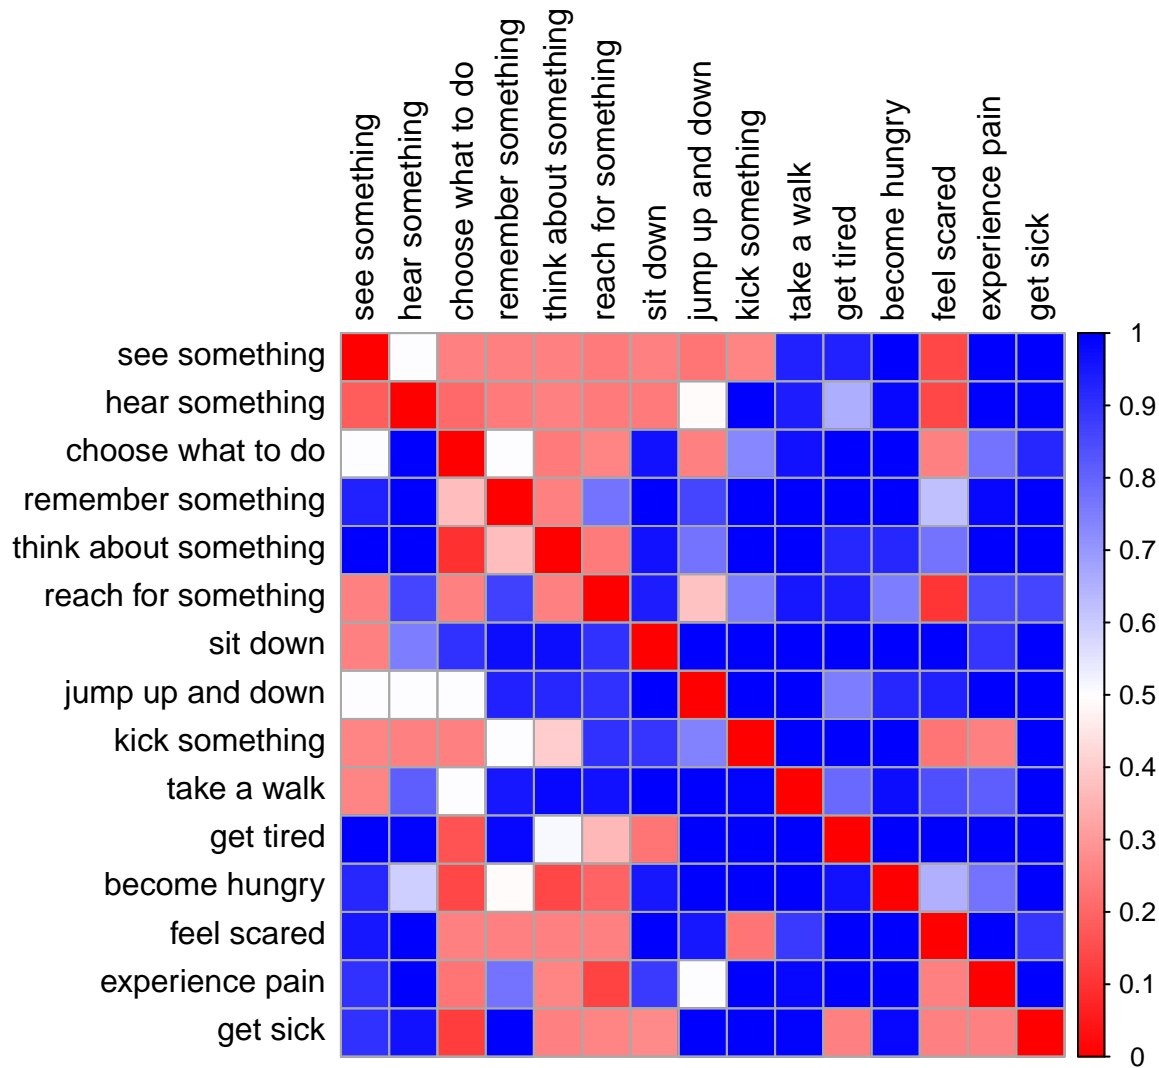 see something
hear something
choose what to do
remember something
think about something
reach for something
sit down
jump up and down
kick something
take a walk
get tired
become hungry
feel scared
experience pain
get sick
see something
hear something
choose what to do
remember something
think about something
reach for something
sit down
jump up and down
kick something
take a walk
get tired
become hungry
feel scared
experience pain
get sick
1
0.9
0.8
0.7
0.6
0.5
0.4
0.3
0.2
0.1
0